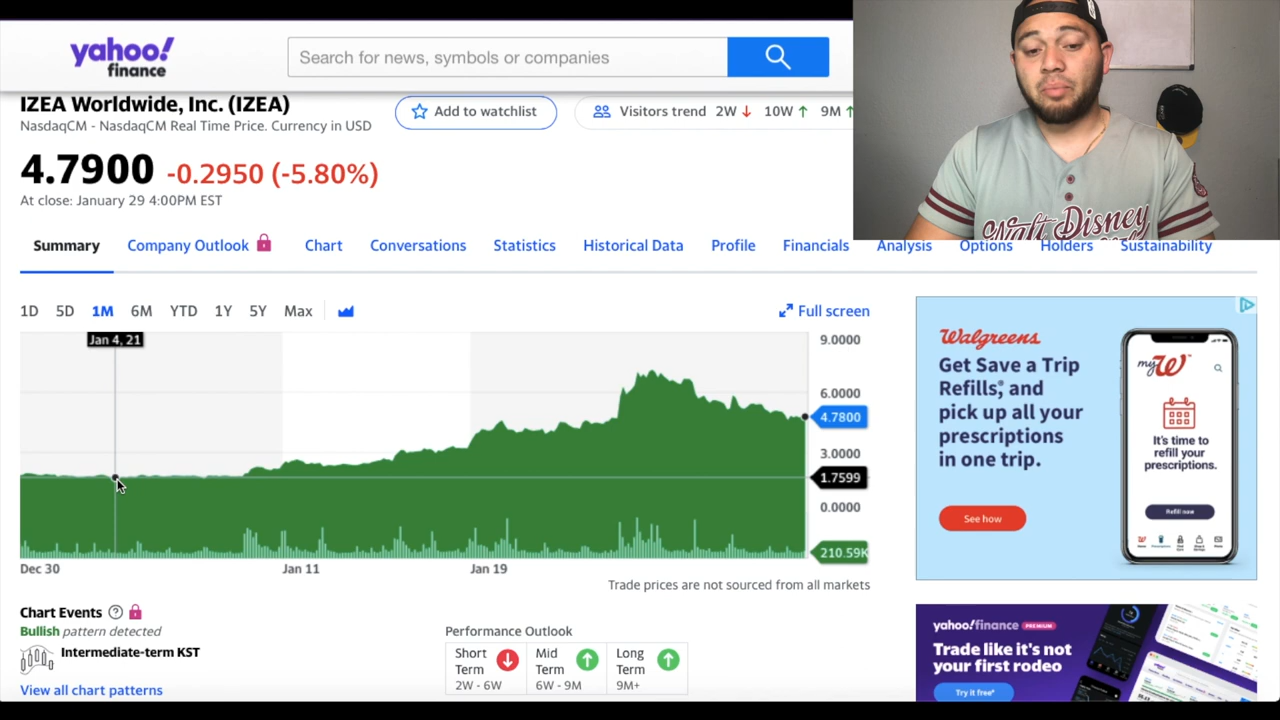 yahoo!
finance
Search for news, symbols or companies
IZEA Worldwide, Inc. (IZEA)
NasdaqCM - NasdaqCM Real Time Price. Currency in USD
Add to watchlist
Visitors trend 2W 10W 9M
4.7900 -0.2950 (-5.80%)
At close: January 29 4:00PM EST
Walt Disney
Summary Company Outlook Chart Conversations Statistics Historical Data Profile Financials Analysis Options Holders Sustainability
1D 5D 1M 6M YTD 1Y 5Y Max
Full screen
Jan 4, 21
9.0000
6.0000
4.7800
3.0000
1.7599
0.0000
210.59K
Dec 30 Jan 11 Jan 19
Trade prices are not sourced from all markets
Chart Events
Bullish pattern detected
Intermediate-term KST
View all chart patterns
Performance Outlook
Short Term
2W - 6W
Mid Term
6W - 9M
Long Term
9M+
Walgreens
Get Save a Trip
Refills,® and
pick up all your
prescriptions
in one trip.
See how
my W
It's time to
refill your
prescriptions.
Refill now
yahoo!finance PREMIUM
Trade like it's not
your first rodeo
Try it free*